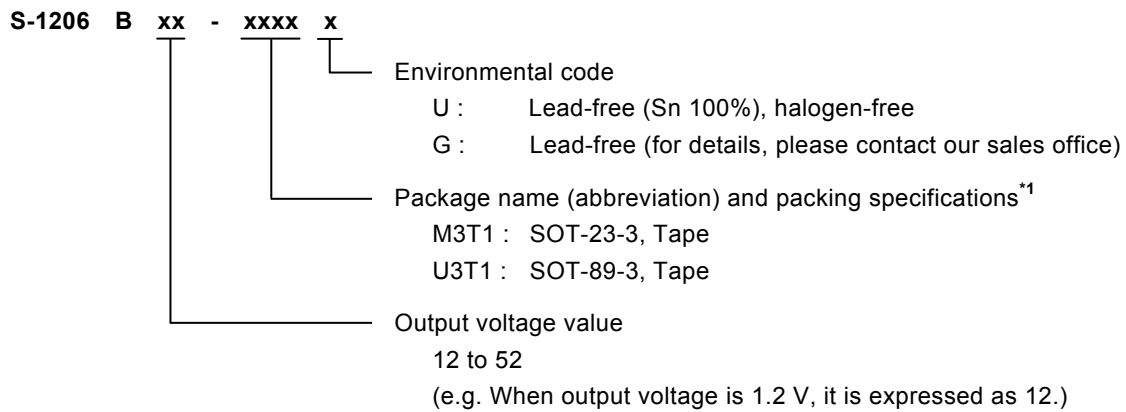 S-1206 B xx - xxxx x
Environmental code
U : Lead-free (Sn 100%), halogen-free
G : Lead-free (for details, please contact our sales office)
Package name (abbreviation) and packing specifications*1
M3T1 : SOT-23-3, Tape
U3T1 : SOT-89-3, Tape
Output voltage value
12 to 52
(e.g. When output voltage is 1.2 V, it is expressed as 12.)